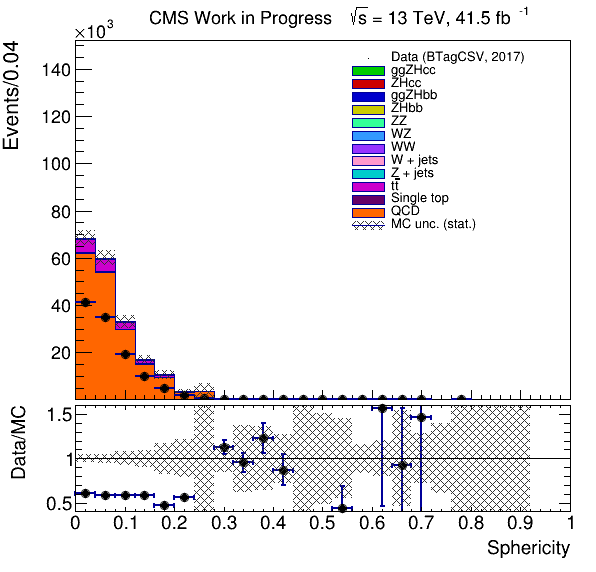 CMS Work in Progress √s = 13 TeV, 41.5 fb⁻¹
×10³
Events/0.04
140
120
100
80
60
40
20
Data (BTagCSV, 2017)
ggZHcc
ZHcc
ggZHbb
ZHbb
ZZ
WZ
WW
W + jets
Z + jets
tt̅
Single top
QCD
MC unc. (stat.)
Data/MC
1.5
1
0.5
0 0.1 0.2 0.3 0.4 0.5 0.6 0.7 0.8 0.9 1
Sphericity